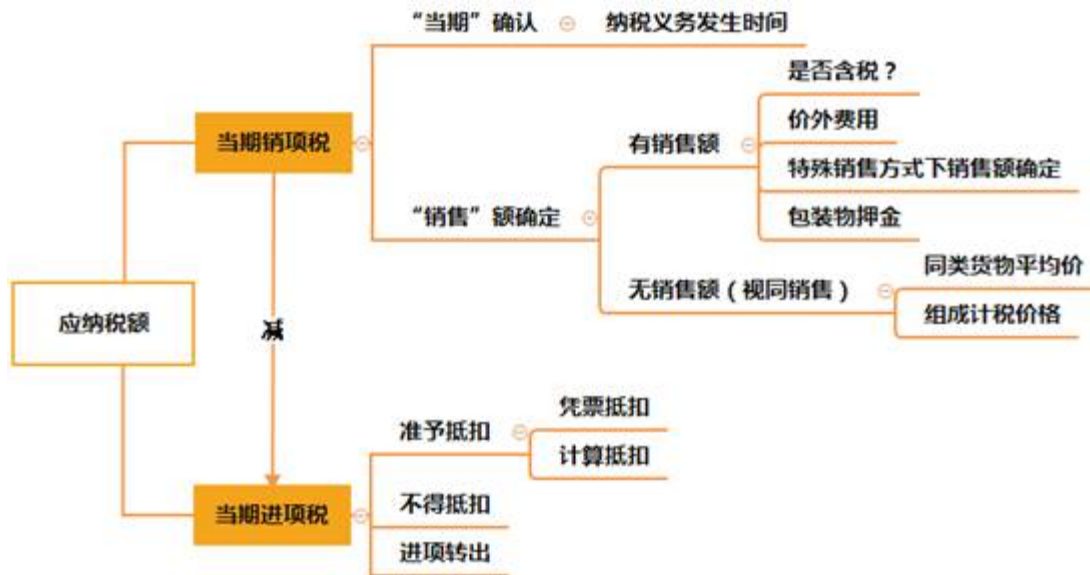 “当期”确认
纳税义务发生时间
是否含税？
当期销项税
价外费用
有销售额
特殊销售方式下销售额确定
“销售”额确定
包装物押金
同类货物平均价
无销售额（视同销售）
组成计税价格
应纳税额
减
凭票抵扣
准予抵扣
计算抵扣
当期进项税
不得抵扣
进项转出